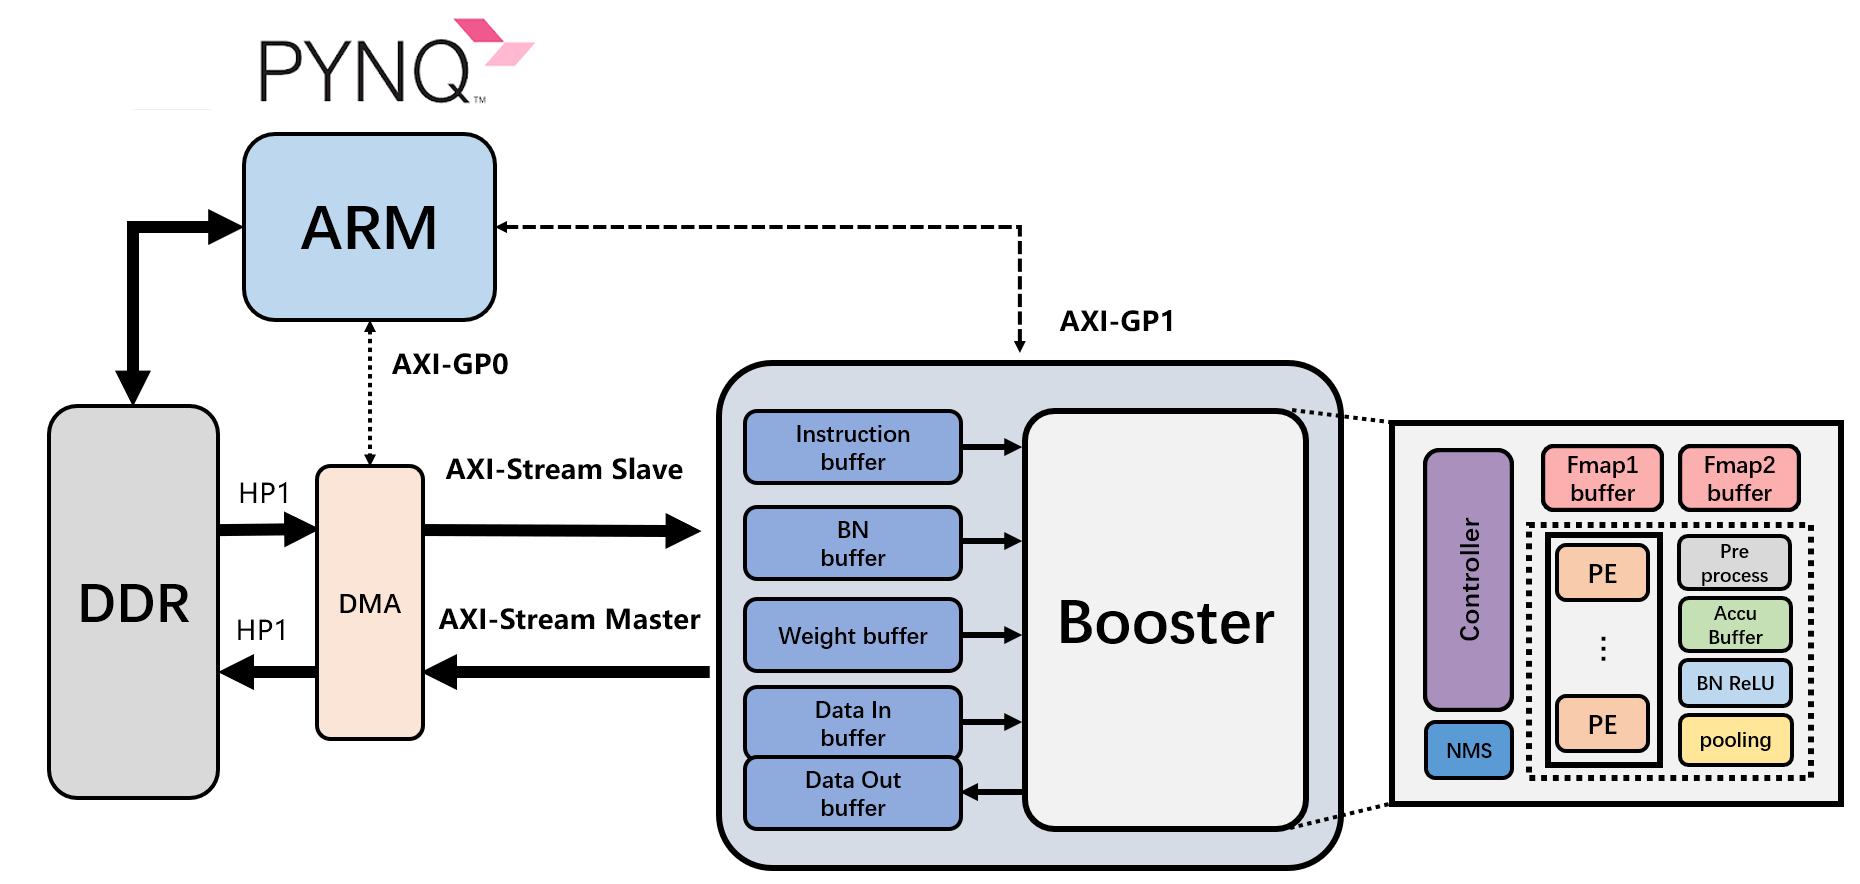 PYNQ™
ARM
AXI-GP0
AXI-GP1
DDR
HP1
HP1
DMA
AXI-Stream Slave
AXI-Stream Master
Instruction
buffer
BN
buffer
Weight buffer
Data In
buffer
Data Out
buffer
Booster
Controller
NMS
Fmap1
buffer
Fmap2
buffer
PE
⋮
PE
Pre
process
Accu
Buffer
BN ReLU
pooling